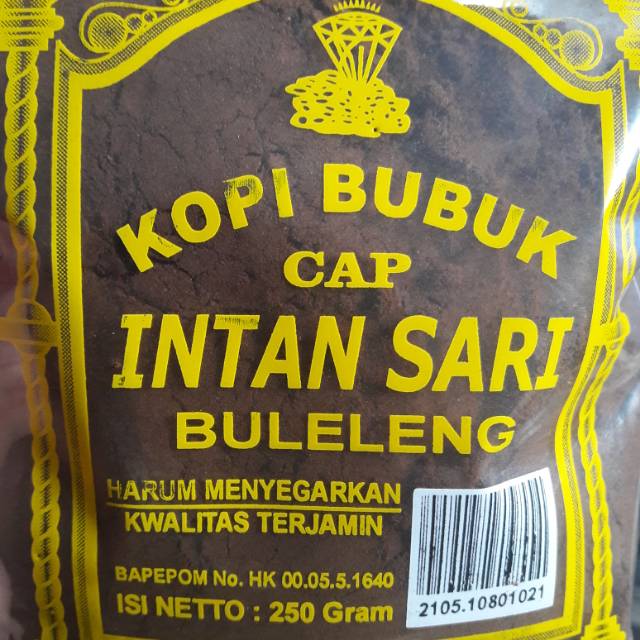 KOPI BUBUK
CAP
INTAN SARI
BULELENG
HARUM MENYEGARKAN
KWALITAS TERJAMIN
BAPEPOM No. HK 00.05.5.1640
ISI NETTO : 250 Gram
2105.10801021